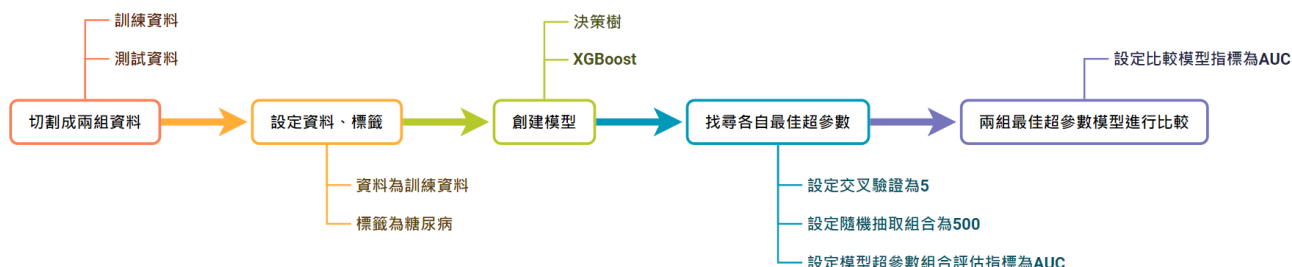 訓練資料
測試資料
切割成兩組資料
設定資料、標籤
資料為訓練資料
標籤為糖尿病
決策樹
XGBoost
創建模型
找尋各自最佳超參數
設定交叉驗證為5
設定隨機抽取組合為500
設定模型超參數組合評估指標為AUC
設定比較模型指標為AUC
兩組最佳超參數模型進行比較